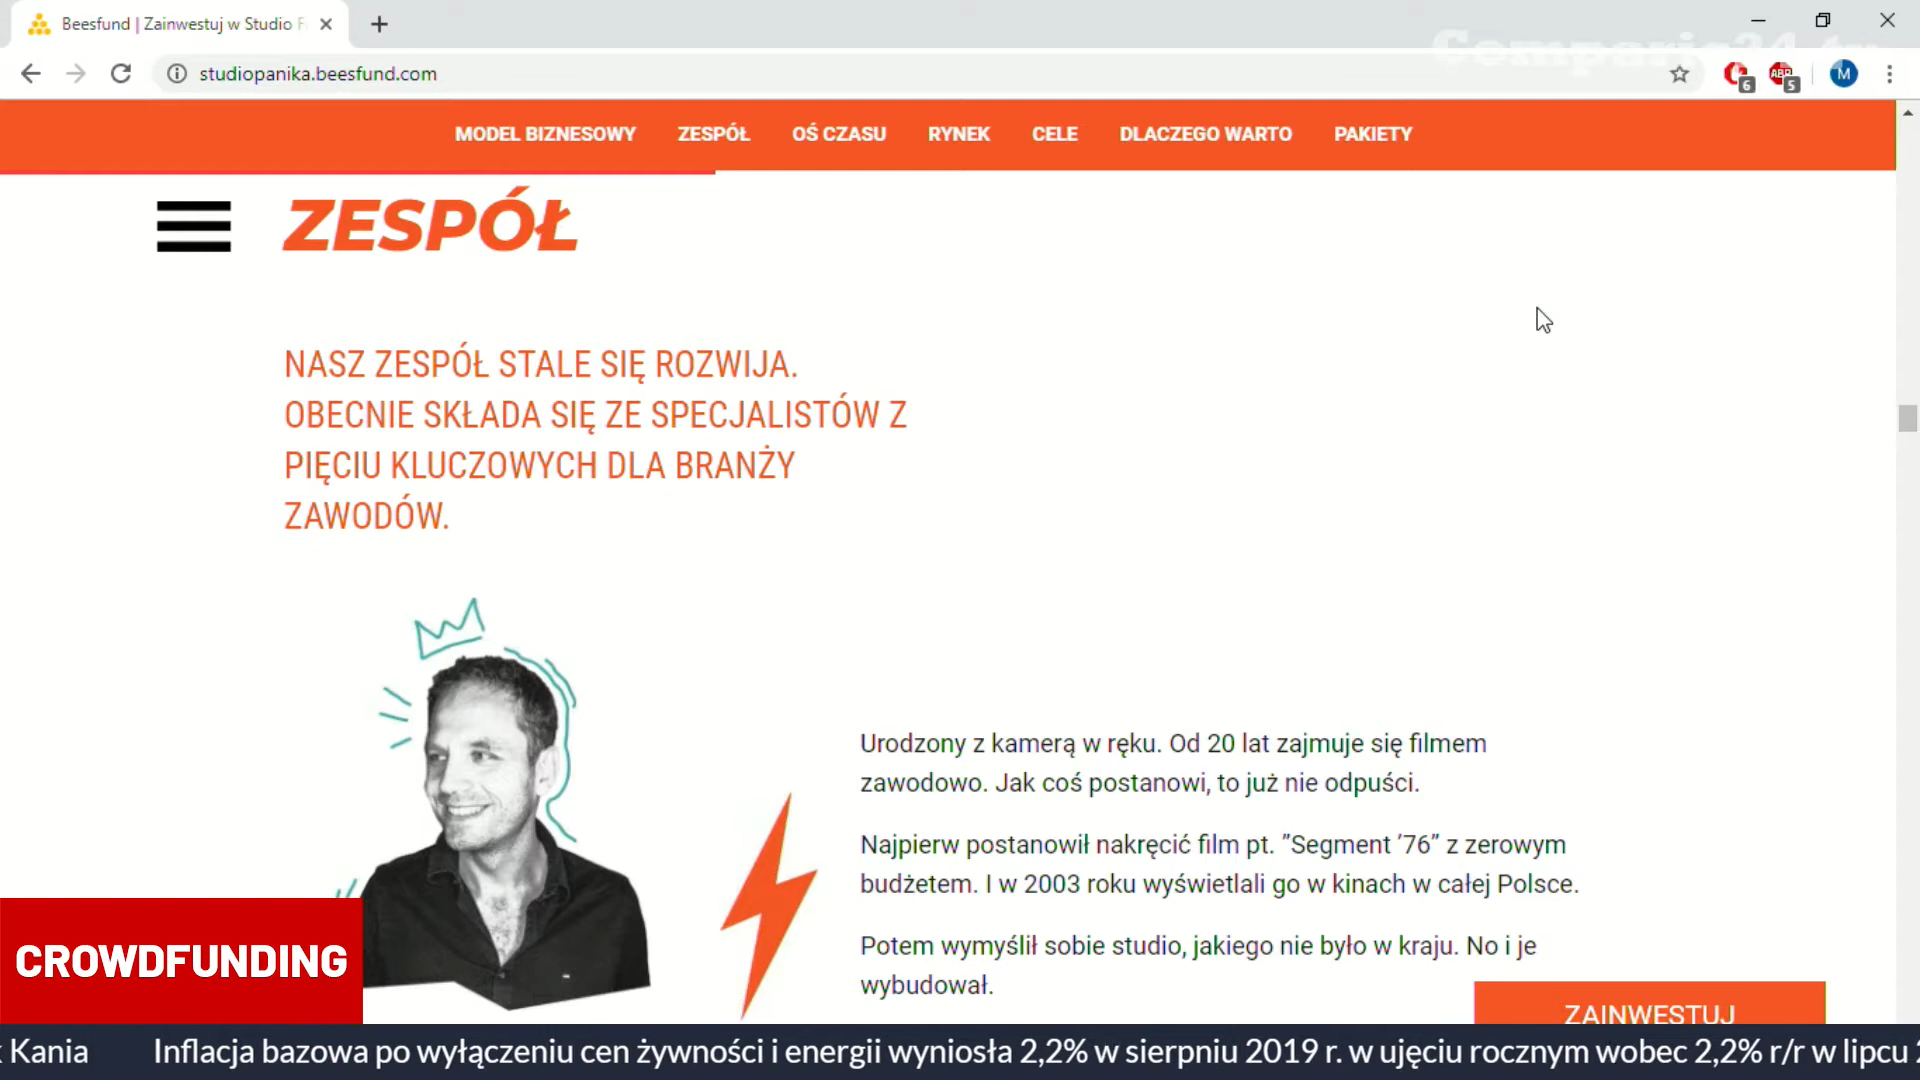 Beesfund | Zainwestuj w Studio F
Comparic24.tv
studiopanika.beesfund.com
6
ABP
5
M
MODEL BIZNESOWY ZESPÓŁ OŚ CZASU RYNEK CELE DLACZEGO WARTO PAKIETY
ZESPÓŁ
NASZ ZESPÓŁ STALE SIĘ ROZWIJA.
OBECNIE SKŁADA SIĘ ZE SPECJALISTÓW Z
PIĘCIU KLUCZOWYCH DLA BRANŻY
ZAWODÓW.
Urodzony z kamerą w ręku. Od 20 lat zajmuje się filmem
zawodowo. Jak coś postanowi, to już nie odpuści.
Najpierw postanowił nakręcić film pt. ”Segment ’76” z zerowym
budżetem. I w 2003 roku wyświetlali go w kinach w całej Polsce.
Potem wymyślił sobie studio, jakiego nie było w kraju. No i je
wybudował.
CROWDFUNDING
ZAINWESTUJ
Kania Inflacja bazowa po wyłączeniu cen żywności i energii wyniosła 2,2% w sierpniu 2019 r. w ujęciu rocznym wobec 2,2% r/r w lipcu